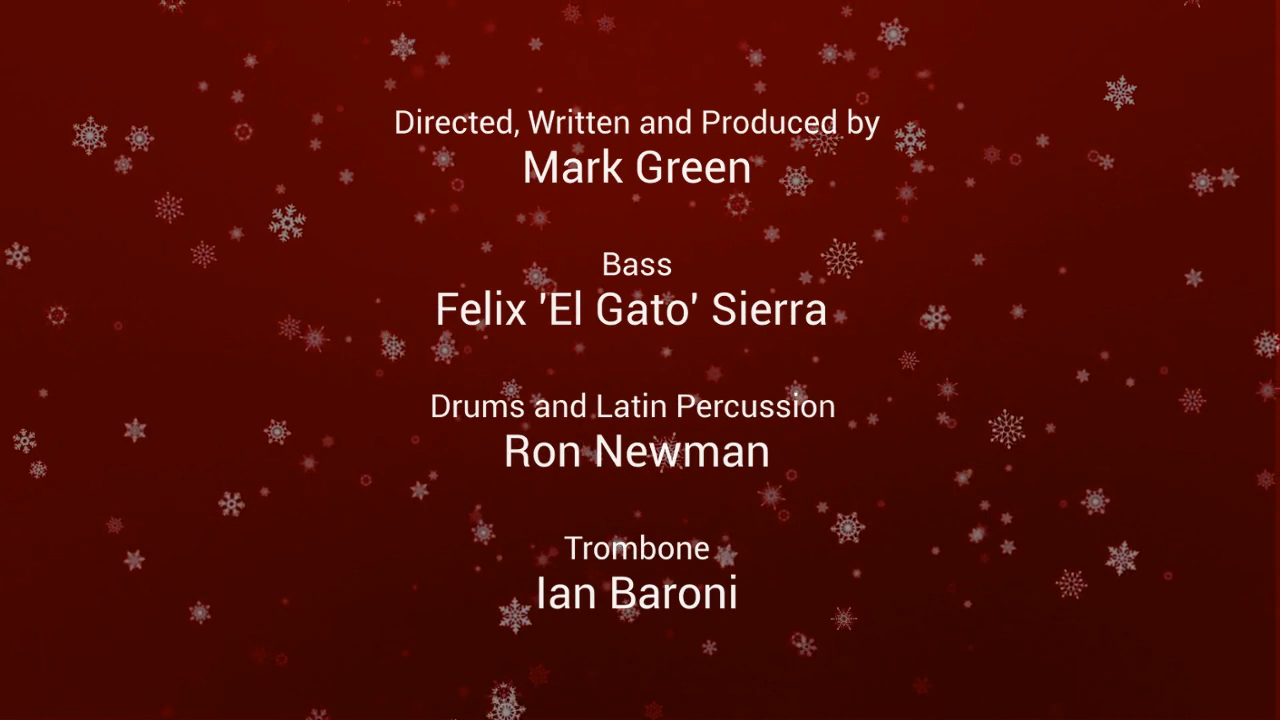 Directed, Written and Produced by
Mark Green
Bass
Felix 'El Gato' Sierra
Drums and Latin Percussion
Ron Newman
Trombone
Ian Baroni